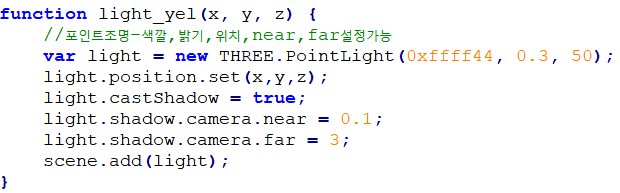 function light_yel(x, y, z) {
    //포인트조명-색깔,밝기,위치,near,far설정가능
    var light = new THREE.PointLight(0xffff44, 0.3, 50);
    light.position.set(x,y,z);
    light.castShadow = true;
    light.shadow.camera.near = 0.1;
    light.shadow.camera.far = 3;
    scene.add(light);
}